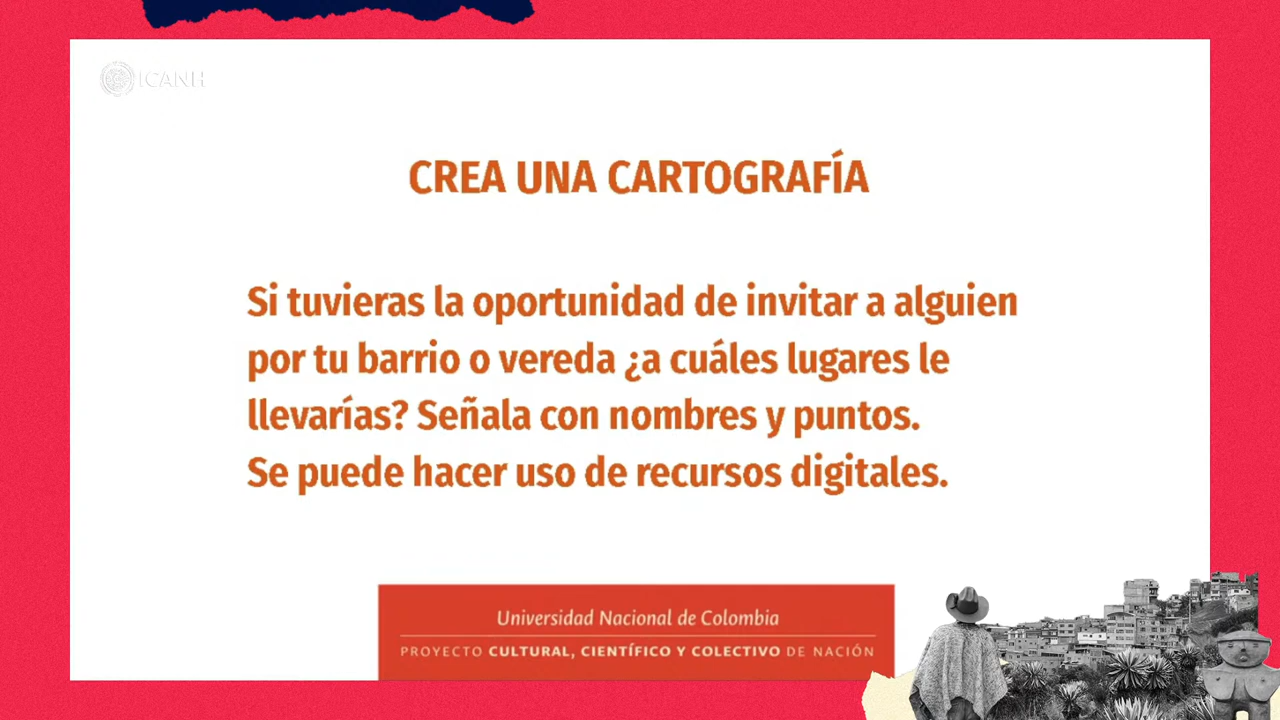 ICANH
CREA UNA CARTOGRAFÍA
Si tuvieras la oportunidad de invitar a alguien
por tu barrio o vereda ¿a cuáles lugares le
llevarías? Señala con nombres y puntos.
Se puede hacer uso de recursos digitales.
Universidad Nacional de Colombia
PROYECTO CULTURAL, CIENTÍFICO Y COLECTIVO DE NACIÓN